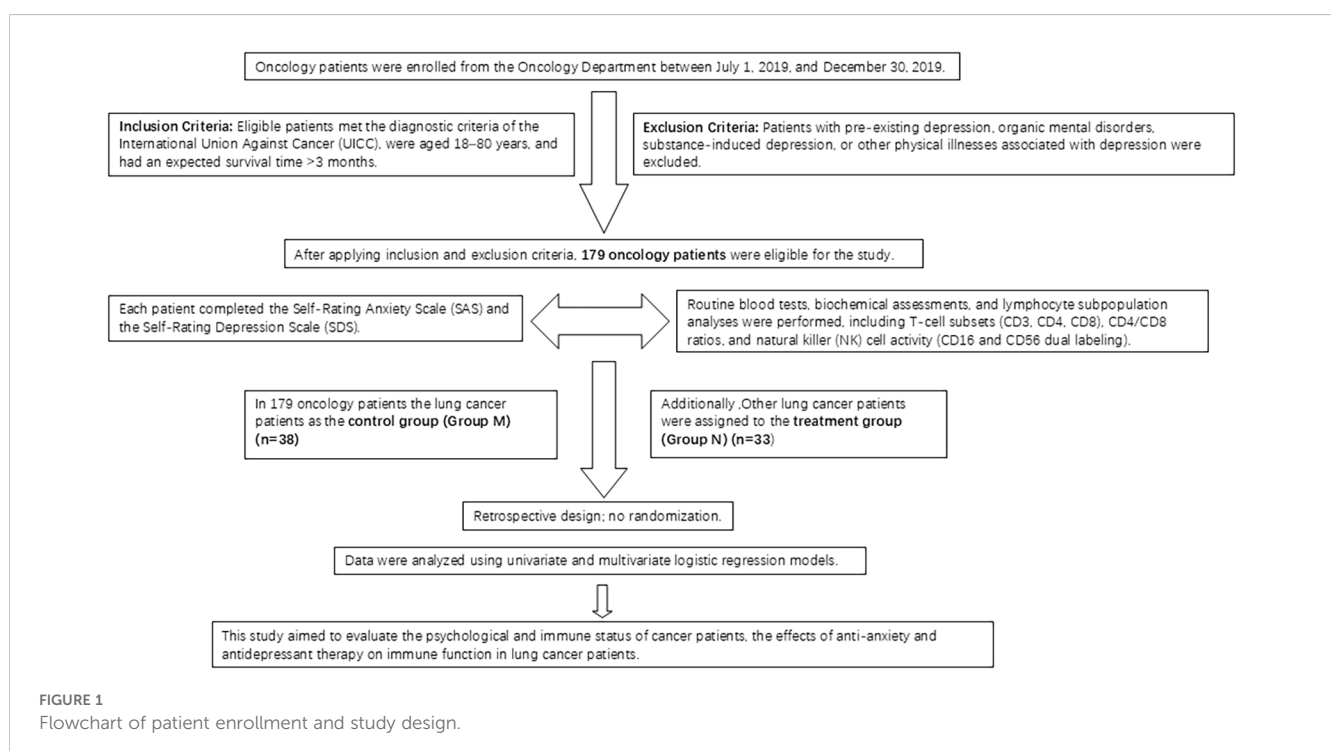 Oncology patients were enrolled from the Oncology Department between July 1, 2019, and December 30, 2019.
Inclusion Criteria: Eligible patients met the diagnostic criteria of the
International Union Against Cancer (UICC), were aged 18–80 years, and
had an expected survival time >3 months.
Exclusion Criteria: Patients with pre-existing depression, organic mental disorders,
substance-induced depression, or other physical illnesses associated with depression were
excluded.
After applying inclusion and exclusion criteria, 179 oncology patients were eligible for the study.
Each patient completed the Self-Rating Anxiety Scale (SAS) and
the Self-Rating Depression Scale (SDS).
Routine blood tests, biochemical assessments, and lymphocyte subpopulation
analyses were performed, including T-cell subsets (CD3, CD4, CD8), CD4/CD8
ratios, and natural killer (NK) cell activity (CD16 and CD56 dual labeling).
In 179 oncology patients the lung cancer
patients as the control group (Group M)
(n=38)
Additionally ,Other lung cancer patients
were assigned to the treatment group
(Group N) (n=33)
Retrospective design; no randomization.
Data were analyzed using univariate and multivariate logistic regression models.
This study aimed to evaluate the psychological and immune status of cancer patients, the effects of anti-anxiety and
antidepressant therapy on immune function in lung cancer patients.
FIGURE 1
Flowchart of patient enrollment and study design.